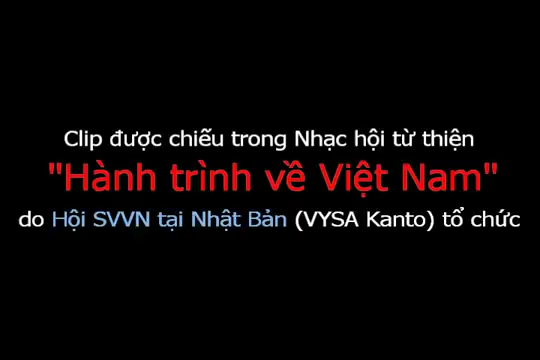 Clip được chiếu trong Nhạc hội từ thiện
"Hành trình về Việt Nam"
do Hội SVVN tại Nhật Bản (VYSA Kanto) tổ chức